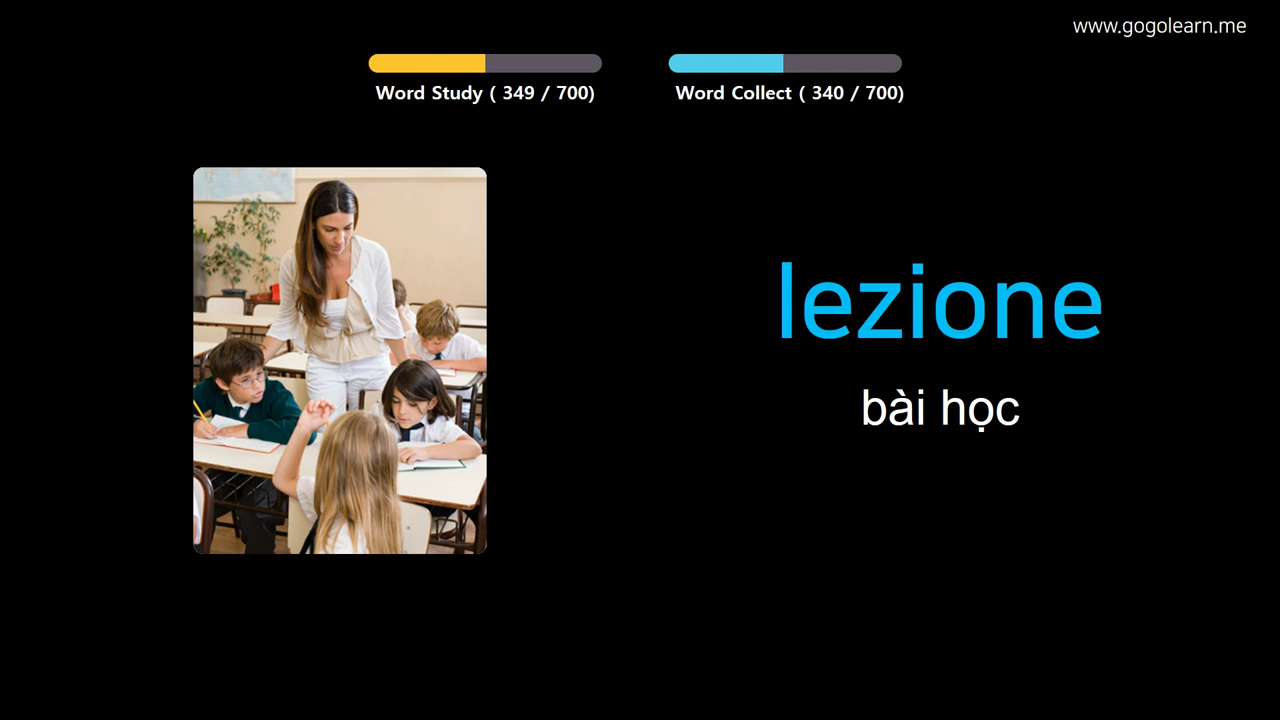 www.gogolearn.me
Word Study ( 349 / 700)
Word Collect ( 340 / 700)
lezione
bài học